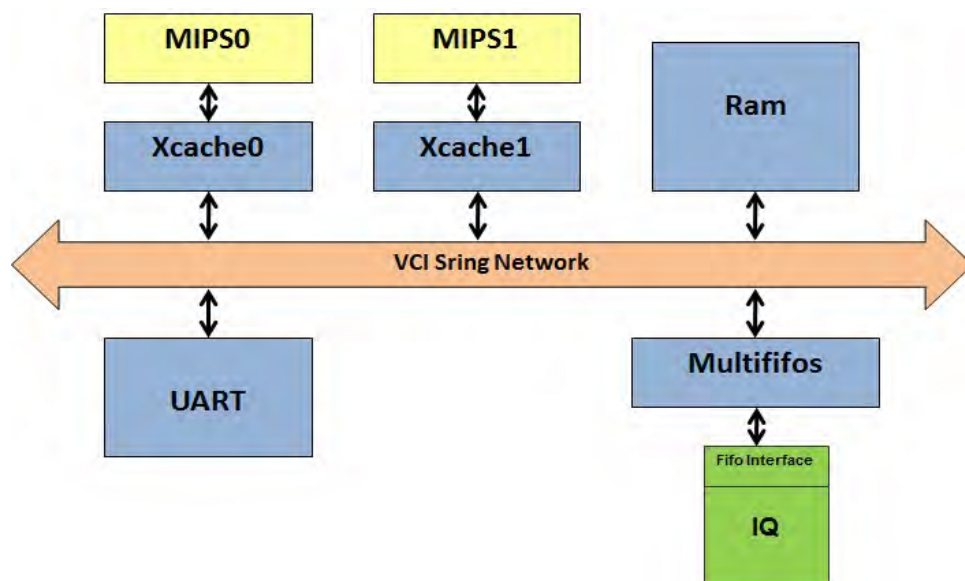 MIPS0
MIPS1
Ram
Xcache0
Xcache1
VCI Sring Network
UART
Multififos
Fifo Interface
IQ